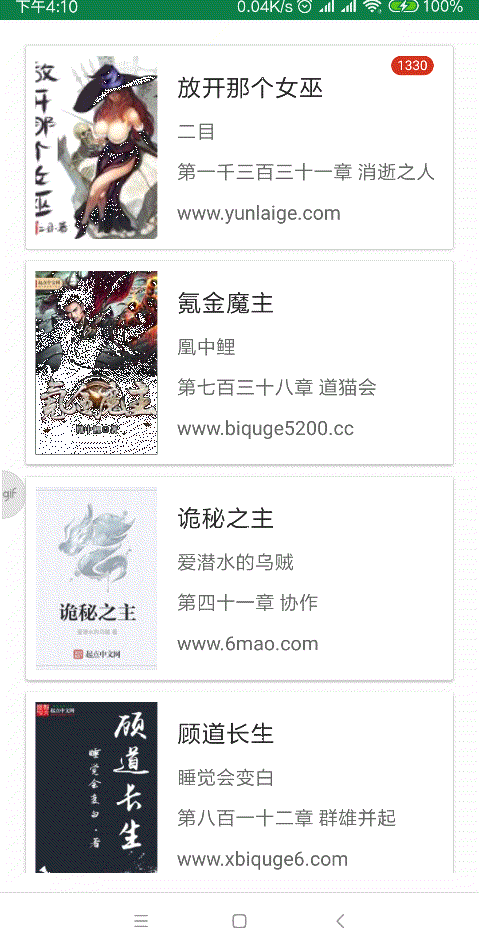 下午4:10
0.04K/s
100%
放开那个女巫
二目·著
1330
放开那个女巫
二目
第一千三百三十一章 消逝之人
www.yunlaige.com
氪金魔主
氪金魔主
凰中鲤
第七百三十八章 道猫会
www.biquge5200.cc
gif
诡秘之主
爱潜水的乌贼 著
起点中文网
诡秘之主
爱潜水的乌贼
第四十一章 协作
www.6mao.com
起点中文网
顾道长生
睡觉会变白·著
顾道长生
睡觉会变白
第八百一十二章 群雄并起
www.xbiquge6.com